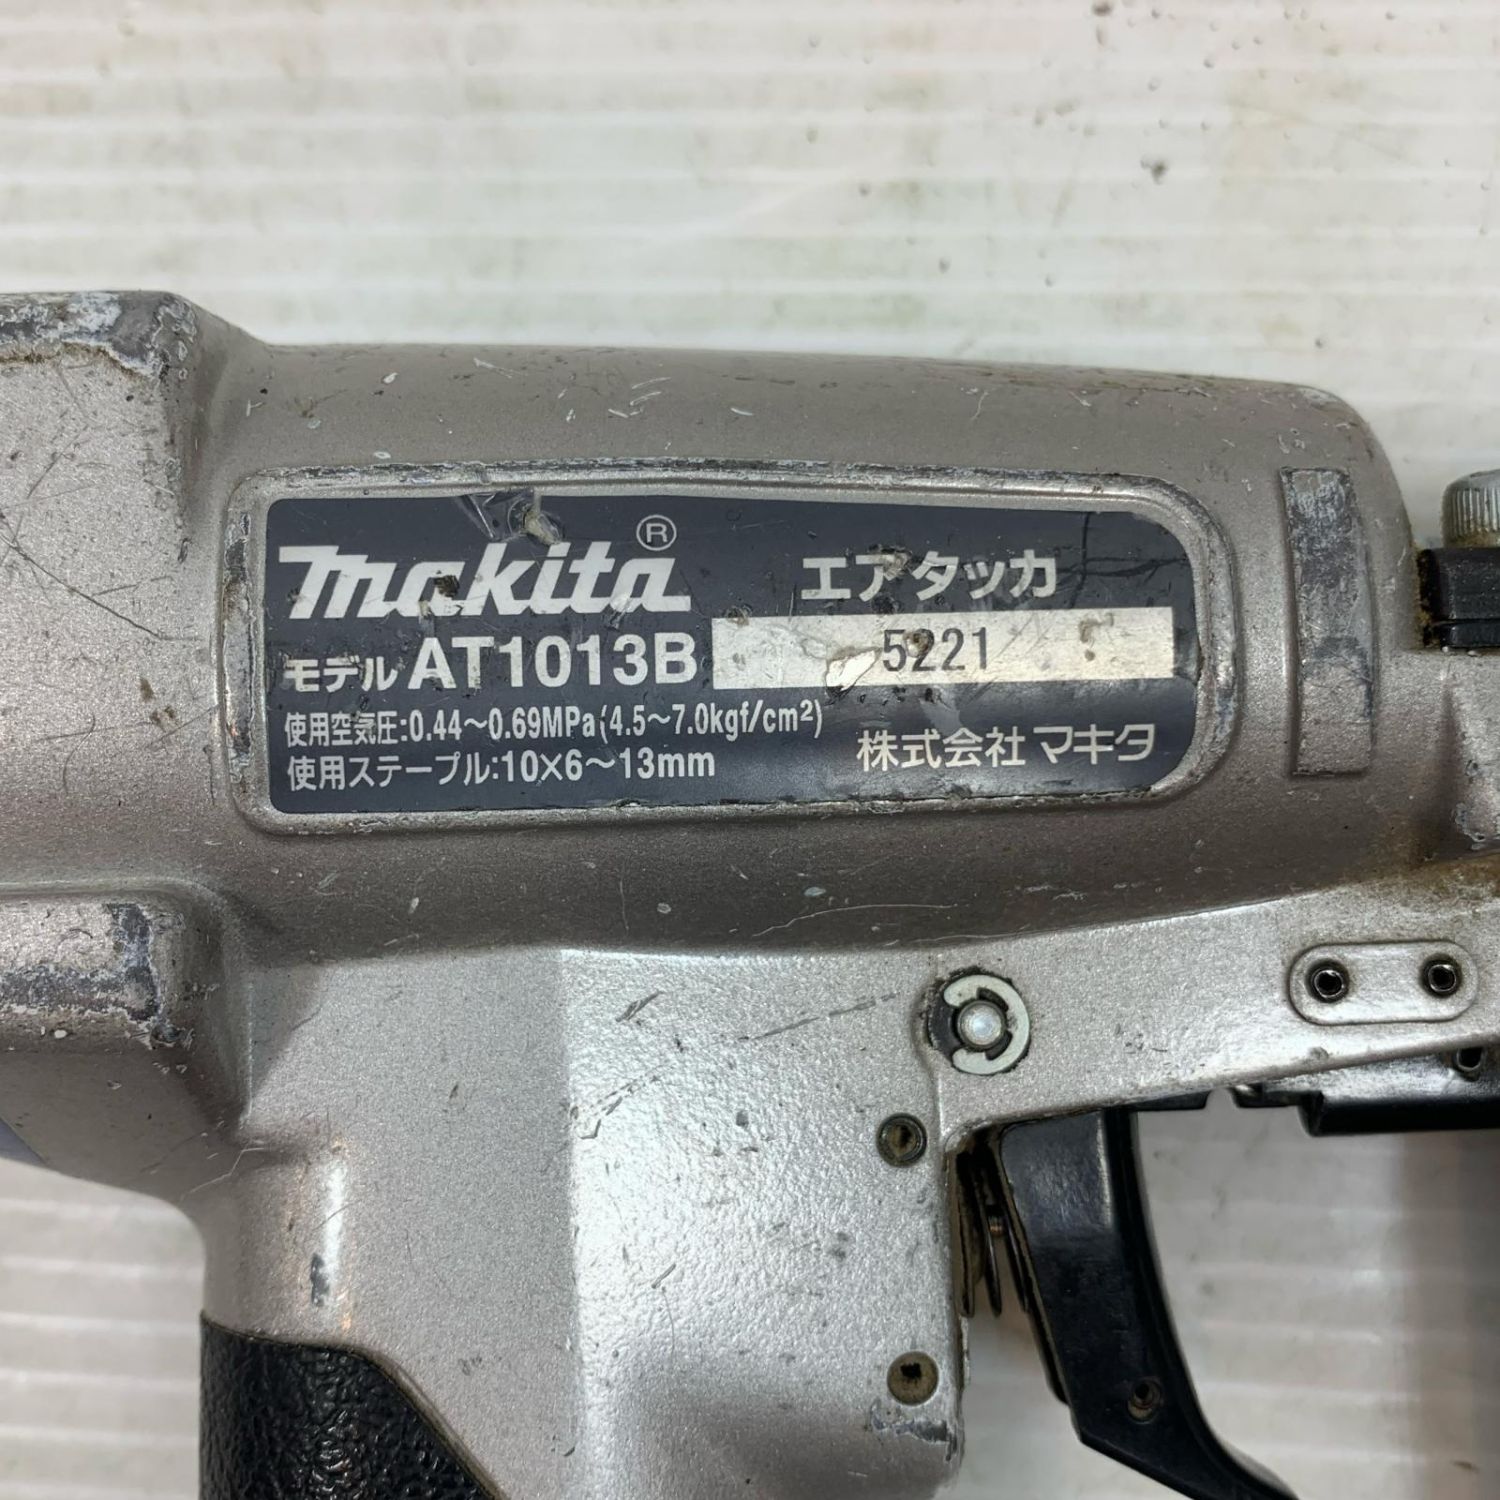 makita®
エアタッカ
モデル AT1013B
5221
使用空気圧:0.44～0.69MPa(4.5～7.0kgf/cm²)
使用ステープル:10×6～13mm
株式会社マキタ